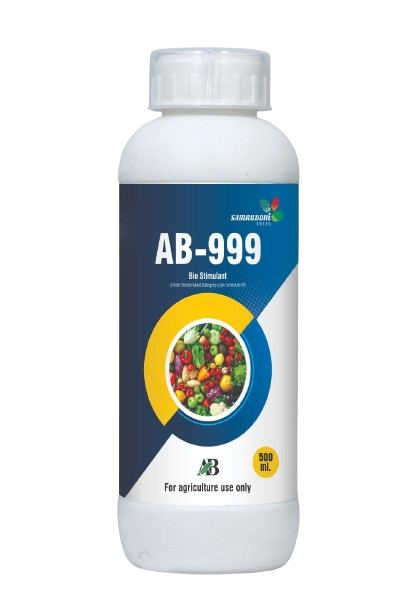 SAMRUDDHI
GREEN
AB-999
Bio Stimulant
500
ml.
AB
For agriculture use only